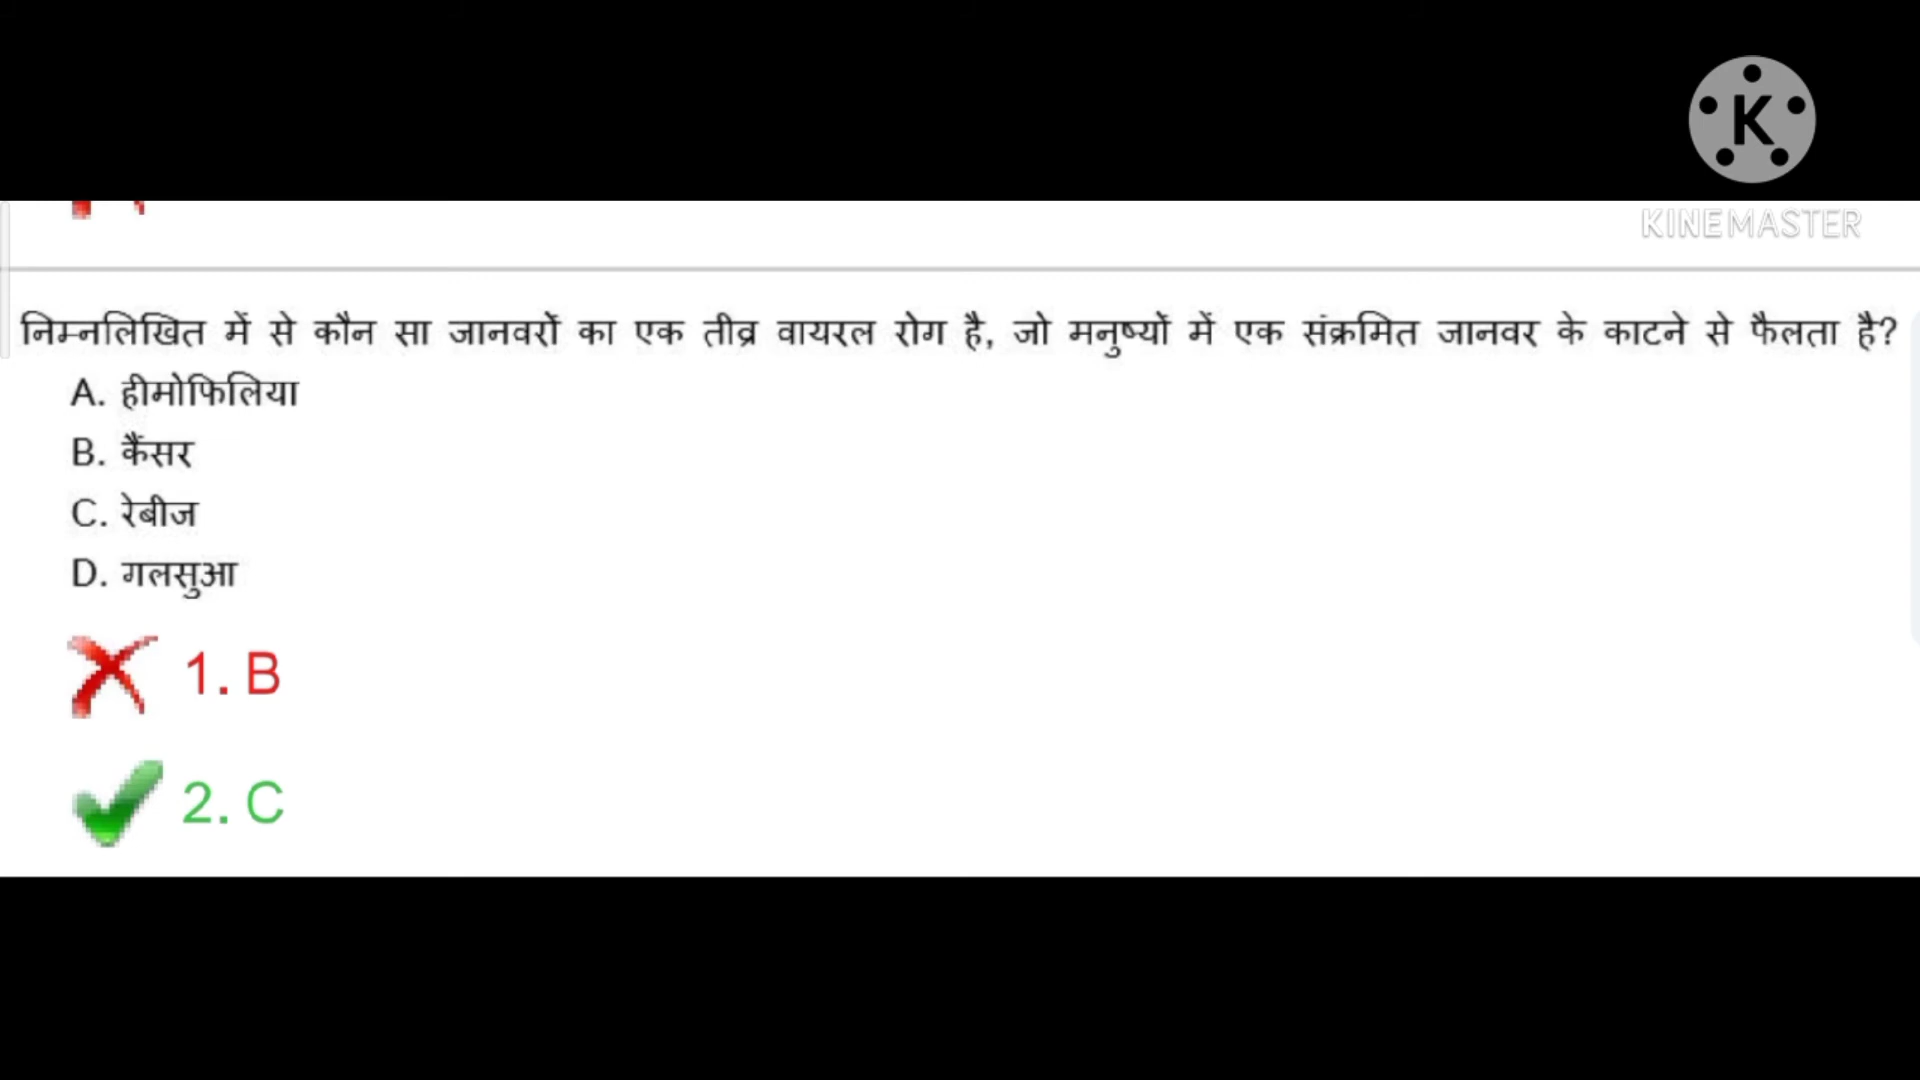 K
KINEMASTER
निम्नलिखित में से कौन सा जानवरों का एक तीव्र वायरल रोग है, जो मनुष्यों में एक संक्रमित जानवर के काटने से फैलता है?
A. हीमोफिलिया
B. कैंसर
C. रेबीज
D. गलसुआ
1. B
2. C